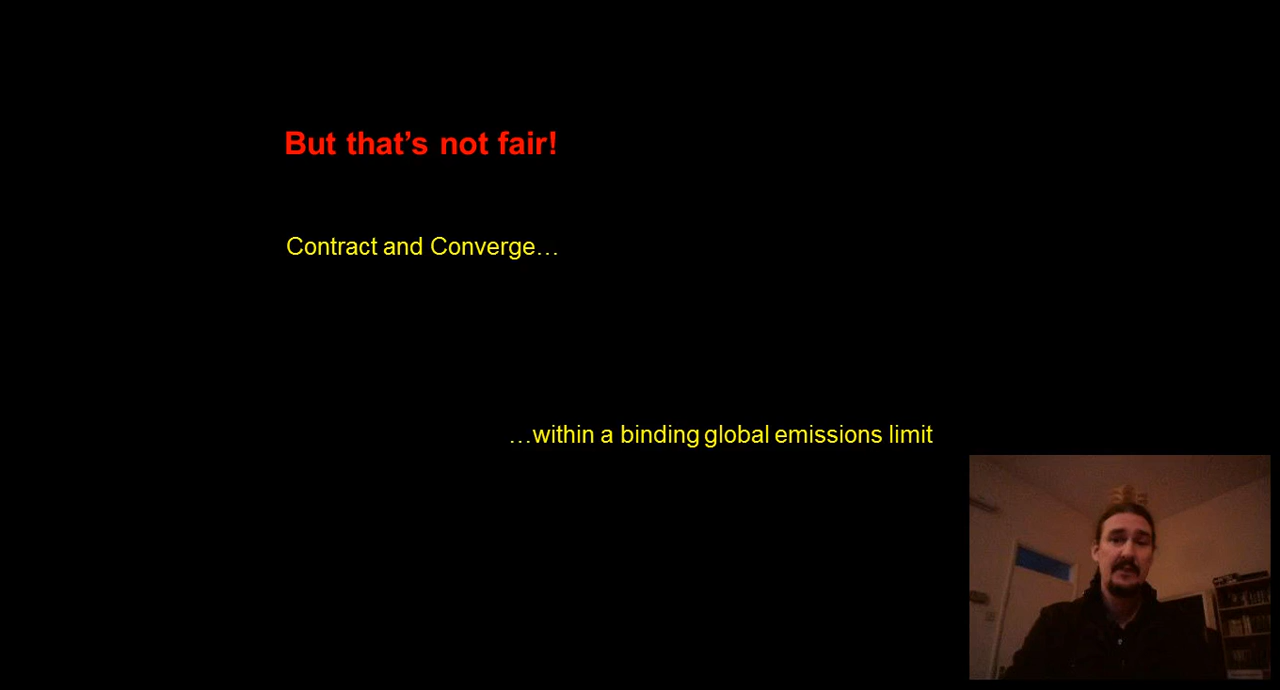 But that’s not fair!
Contract and Converge…
…within a binding global emissions limit